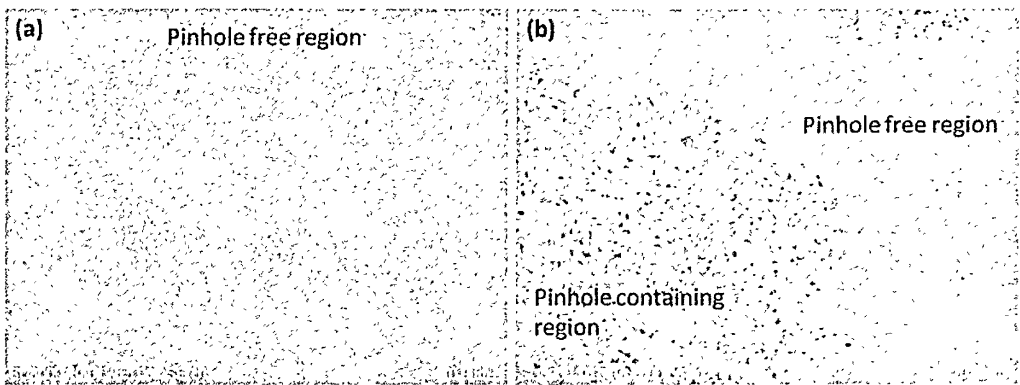 (a)
Pinhole free region
(b)
Pinhole free region
Pinhole containing
region